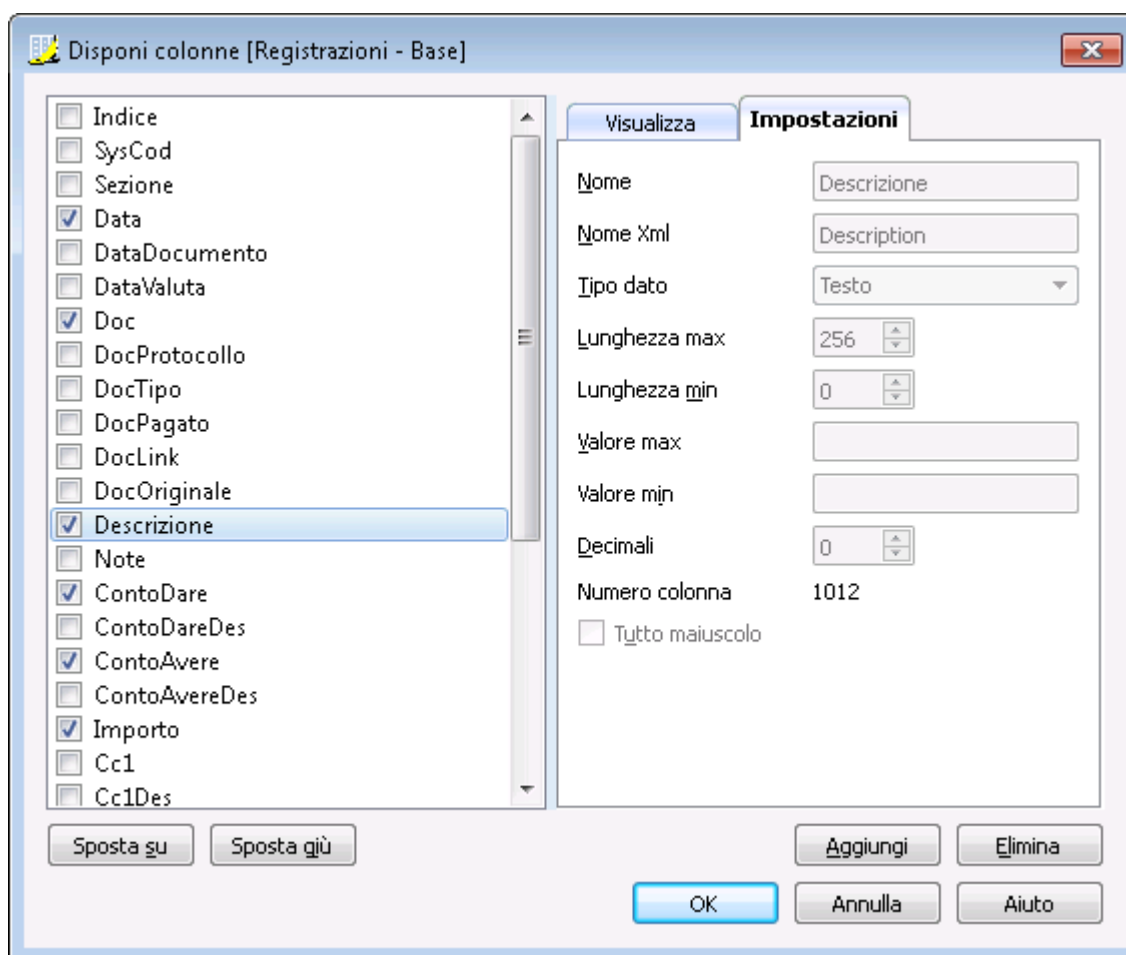 Disponi colonne [Registrazioni - Base]
Indice
SysCod
Sezione
Data
DataDocumento
DataValuta
Doc
DocProtocollo
DocTipo
DocPagato
DocLink
DocOriginale
Descrizione
Note
ContoDare
ContoDareDes
ContoAvere
ContoAvereDes
Importo
Cc1
Cc1Des
Visualizza Impostazioni
Nome Descrizione
Nome Xml Description
Tipo dato Testo
Lunghezza max 256
Lunghezza min 0
Valore max
Valore min
Decimali 0
Numero colonna 1012
Tutto maiuscolo
Sposta su Sposta giù Aggiungi Elimina
OK Annulla Aiuto